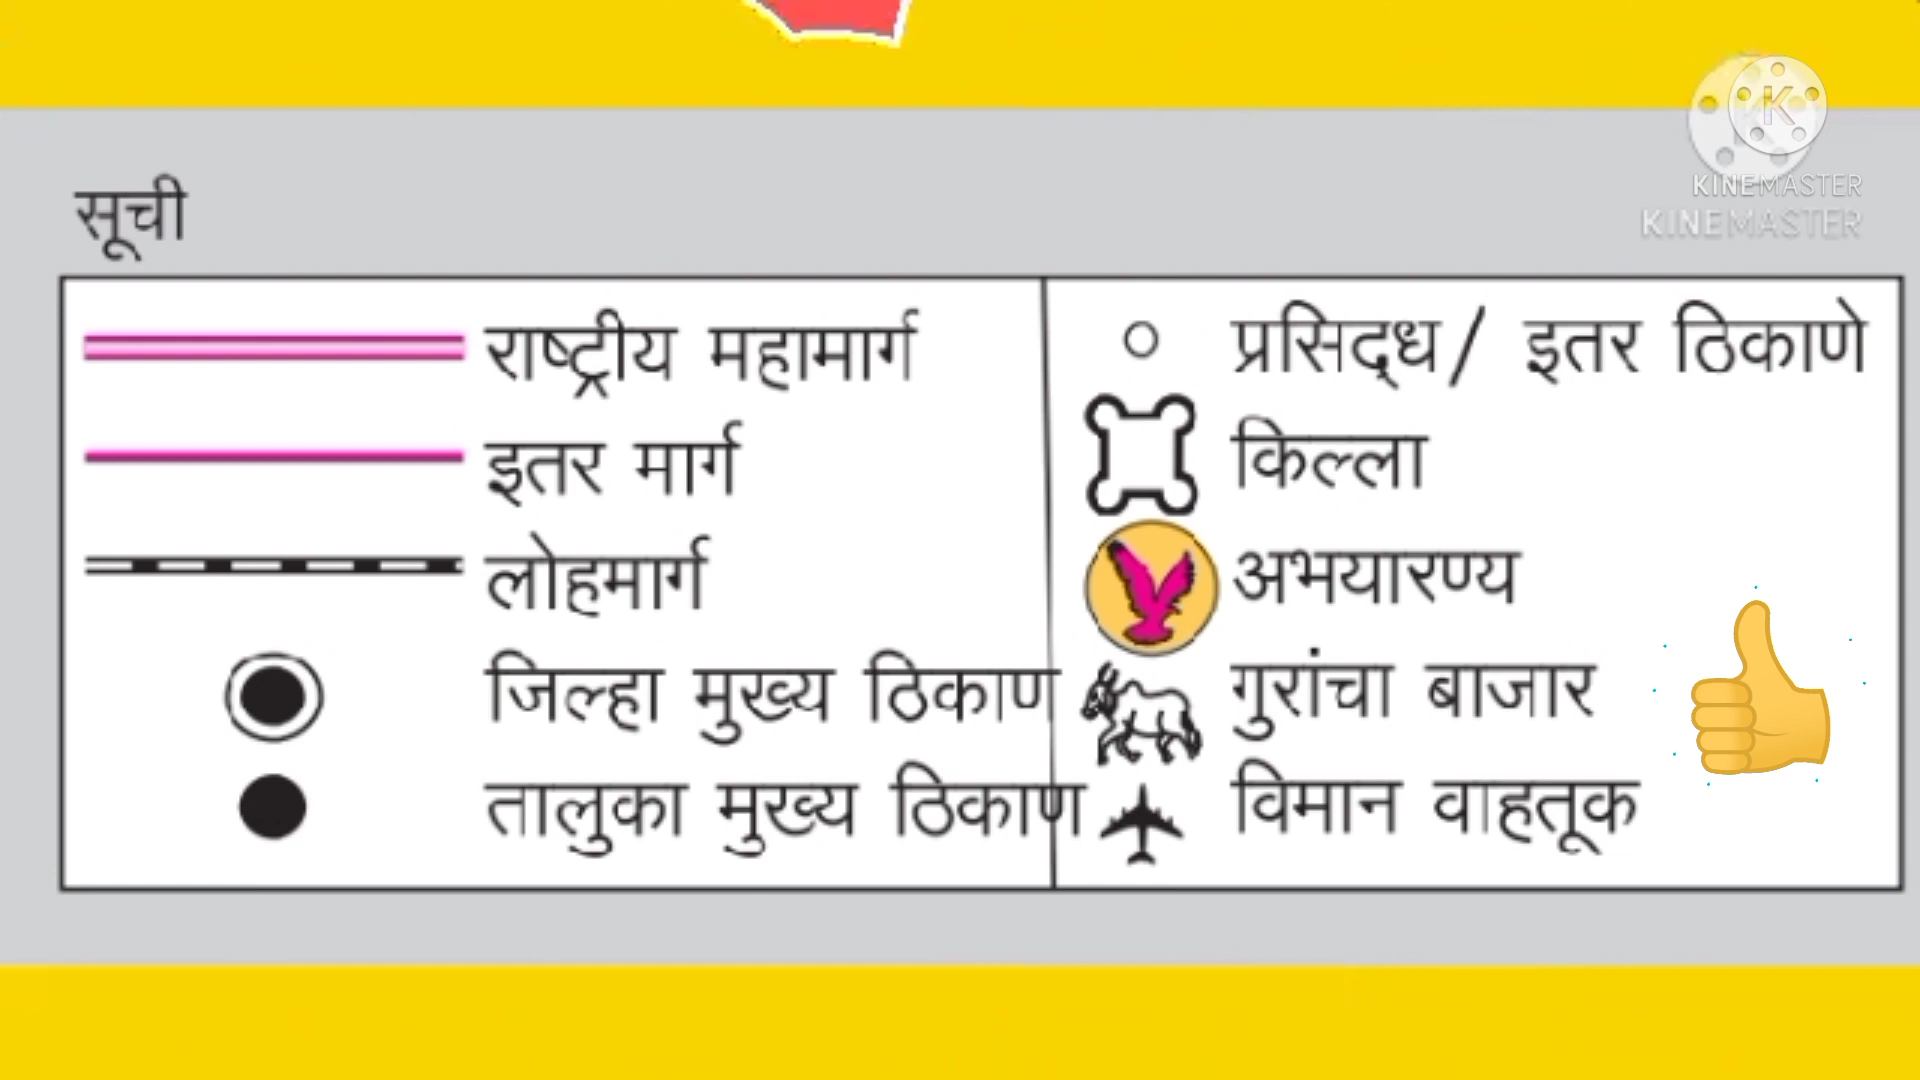 KINEMASTER
KINEMASTER
सूची
राष्ट्रीय महामार्ग
इतर मार्ग
लोहमार्ग
जिल्हा मुख्य ठिकाण
तालुका मुख्य ठिकाण
प्रसिद्ध/ इतर ठिकाणे
किल्ला
अभयारण्य
गुरांचा बाजार
विमान वाहतूक